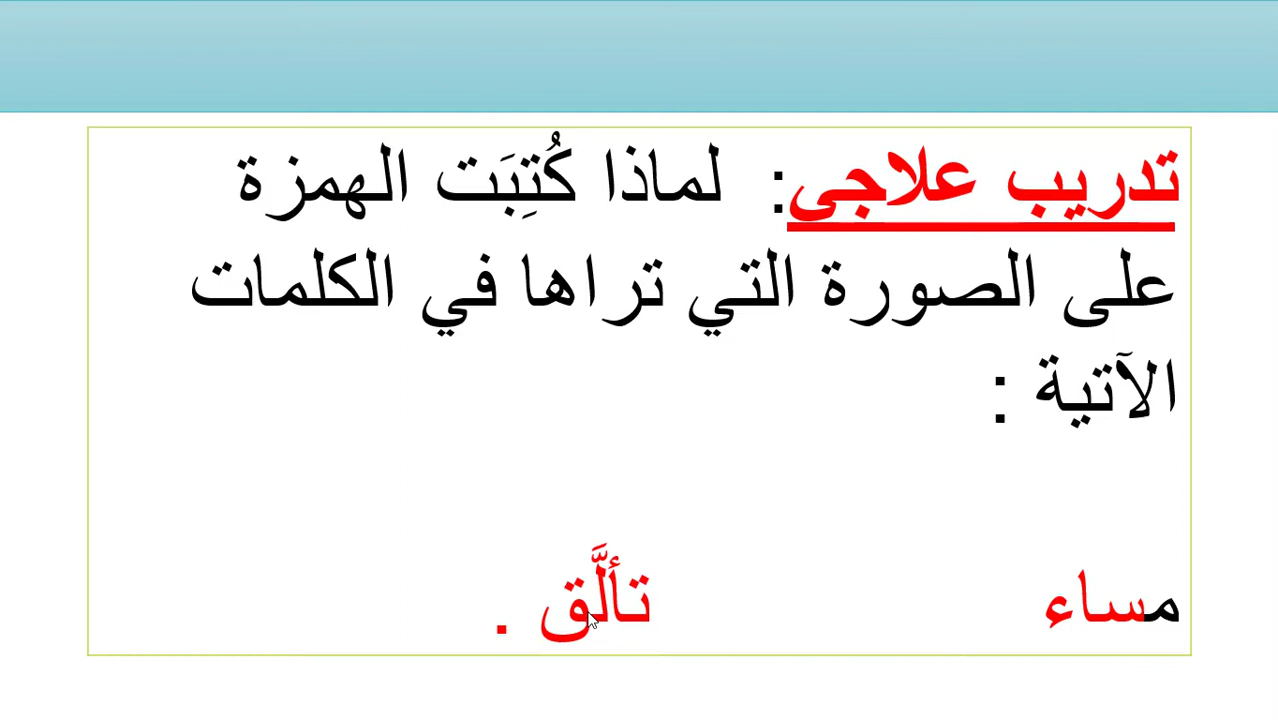 تدريب علاجي: لماذا كُتِبَت الهمزة
على الصورة التي تراها في الكلمات
الآتية :
مساء تألَّق .